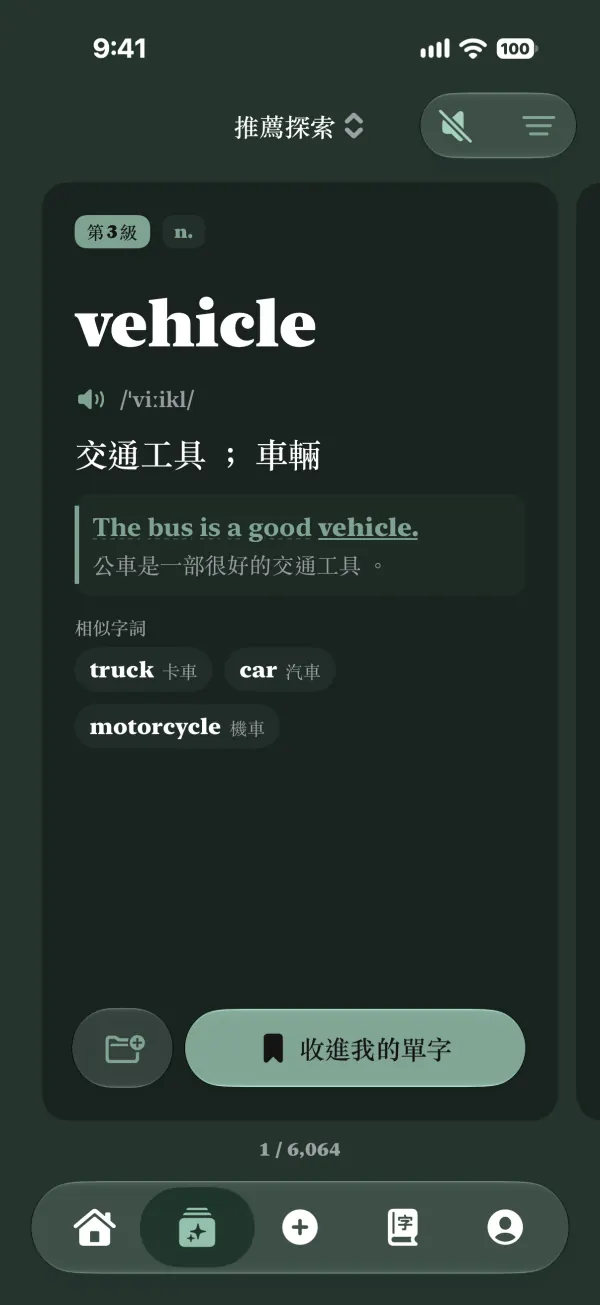 9:41
100
推薦探索
第3級 n.
vehicle
/ˈviːɪkl/
交通工具 ； 車輛
The bus is a good vehicle.
公車是一部很好的交通工具 。
相似字詞
truck 卡車 car 汽車
motorcycle 機車
收進我的單字
1 / 6,064
字